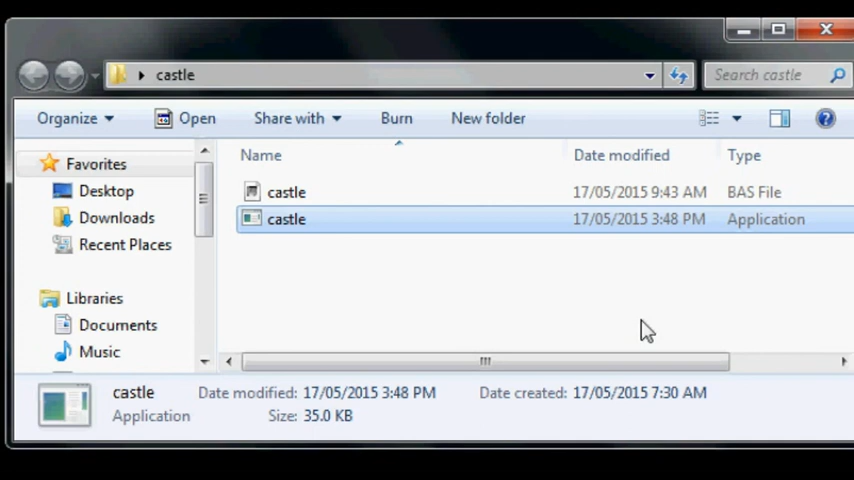 castle
Search castle
Organize Open Share with Burn New folder
Favorites
Desktop
Downloads
Recent Places
Libraries
Documents
Music
Name Date modified Type
castle 17/05/2015 9:43 AM BAS File
castle 17/05/2015 3:48 PM Application
castle Date modified: 17/05/2015 3:48 PM Date created: 17/05/2015 7:30 AM
Application Size: 35.0 KB